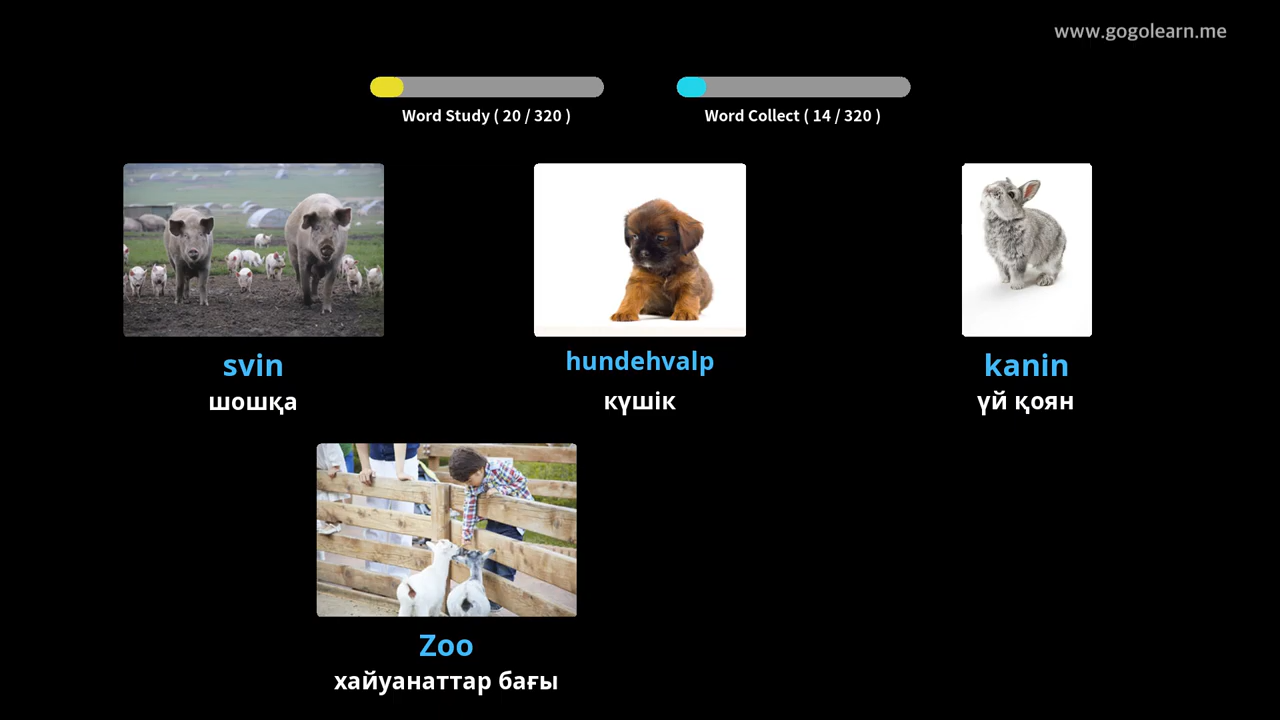 www.gogolearn.me
Word Study ( 20 / 320 )
Word Collect ( 14 / 320 )
svin
hundehvalp
kanin
шошқа
күшік
үй қоян
Zoo
хайуанаттар бағы